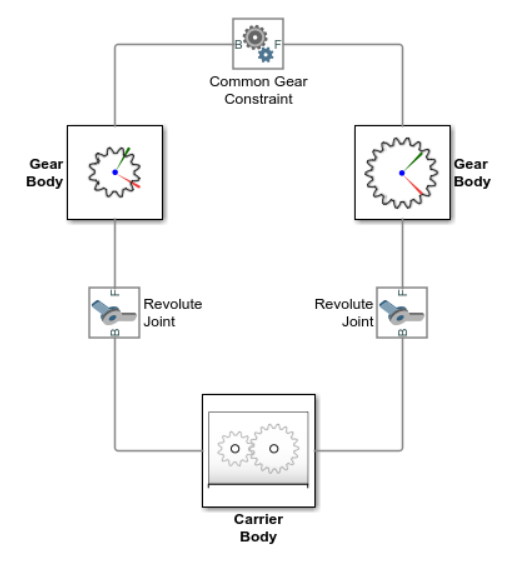 B F
Common Gear
Constraint
Gear
Body
Gear
Body
F
Revolute
Joint
B
Revolute
Joint
F
B
Carrier
Body